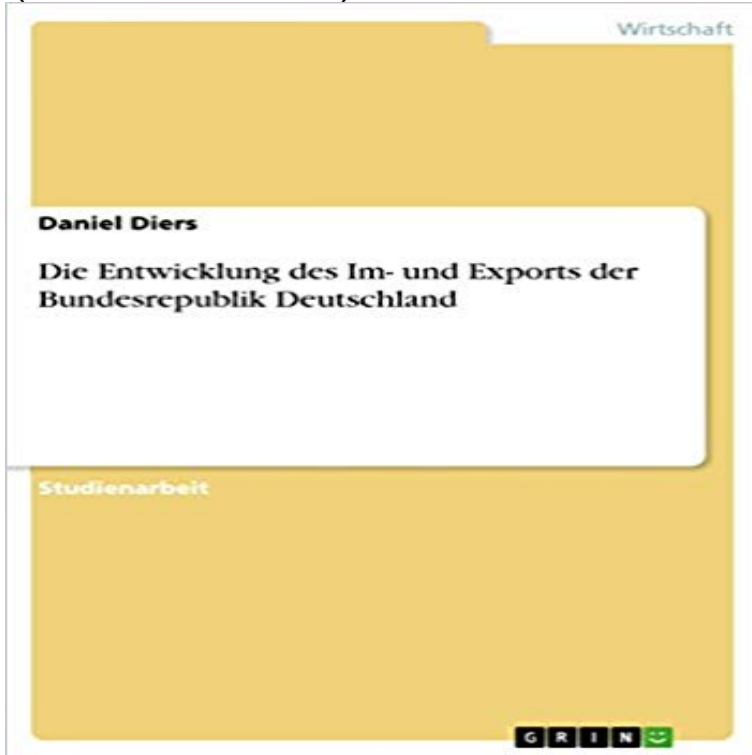 Wirtschaft
Daniel Diers
Die Entwicklung des Im- und Exports der
Bundesrepublik Deutschland
Studienarbeit
GRIN